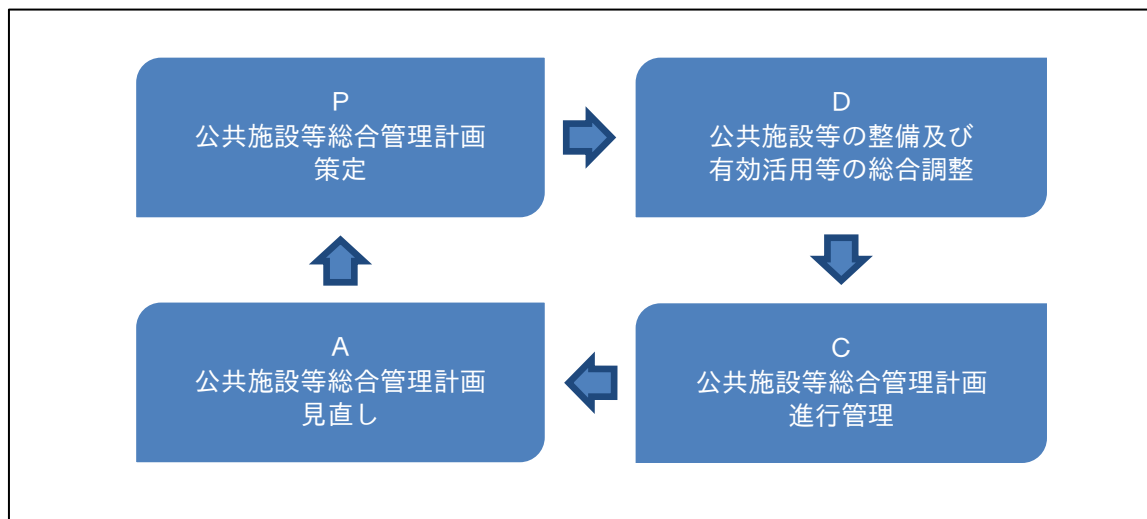 P
公共施設等総合管理計画
策定
D
公共施設等の整備及び
有効活用等の総合調整
C
公共施設等総合管理計画
進行管理
A
公共施設等総合管理計画
見直し